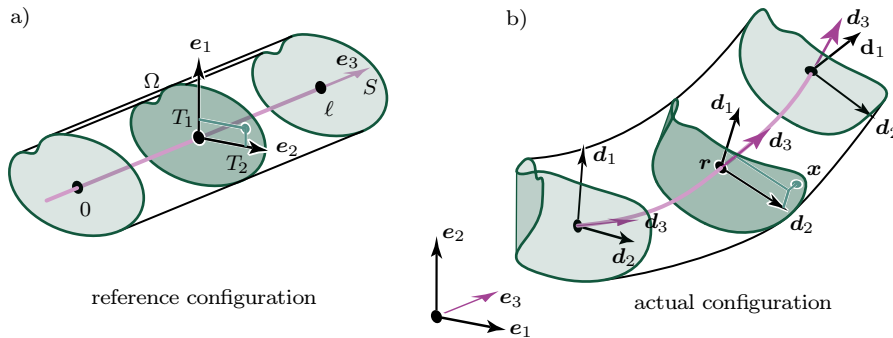 a)
e₁
Ω
e₃
S
T₁
ℓ
T₂
e₂
0
reference configuration
b)
d₃
d₁
d₂
d₁
d₃
r
x
d₂
d₁
d₃
d₂
e₂
e₃
e₁
actual configuration